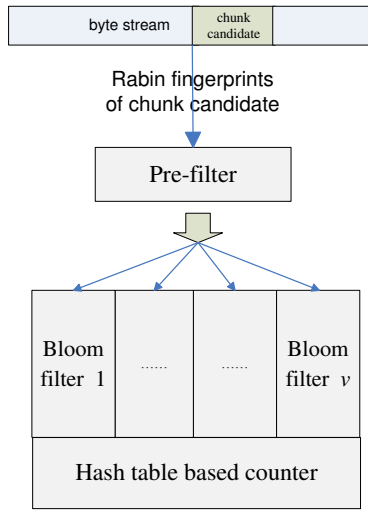 byte stream
chunk
candidate
Rabin fingerprints
of chunk candidate
Pre-filter
Bloom
filter 1
......
......
Bloom
filter v
Hash table based counter